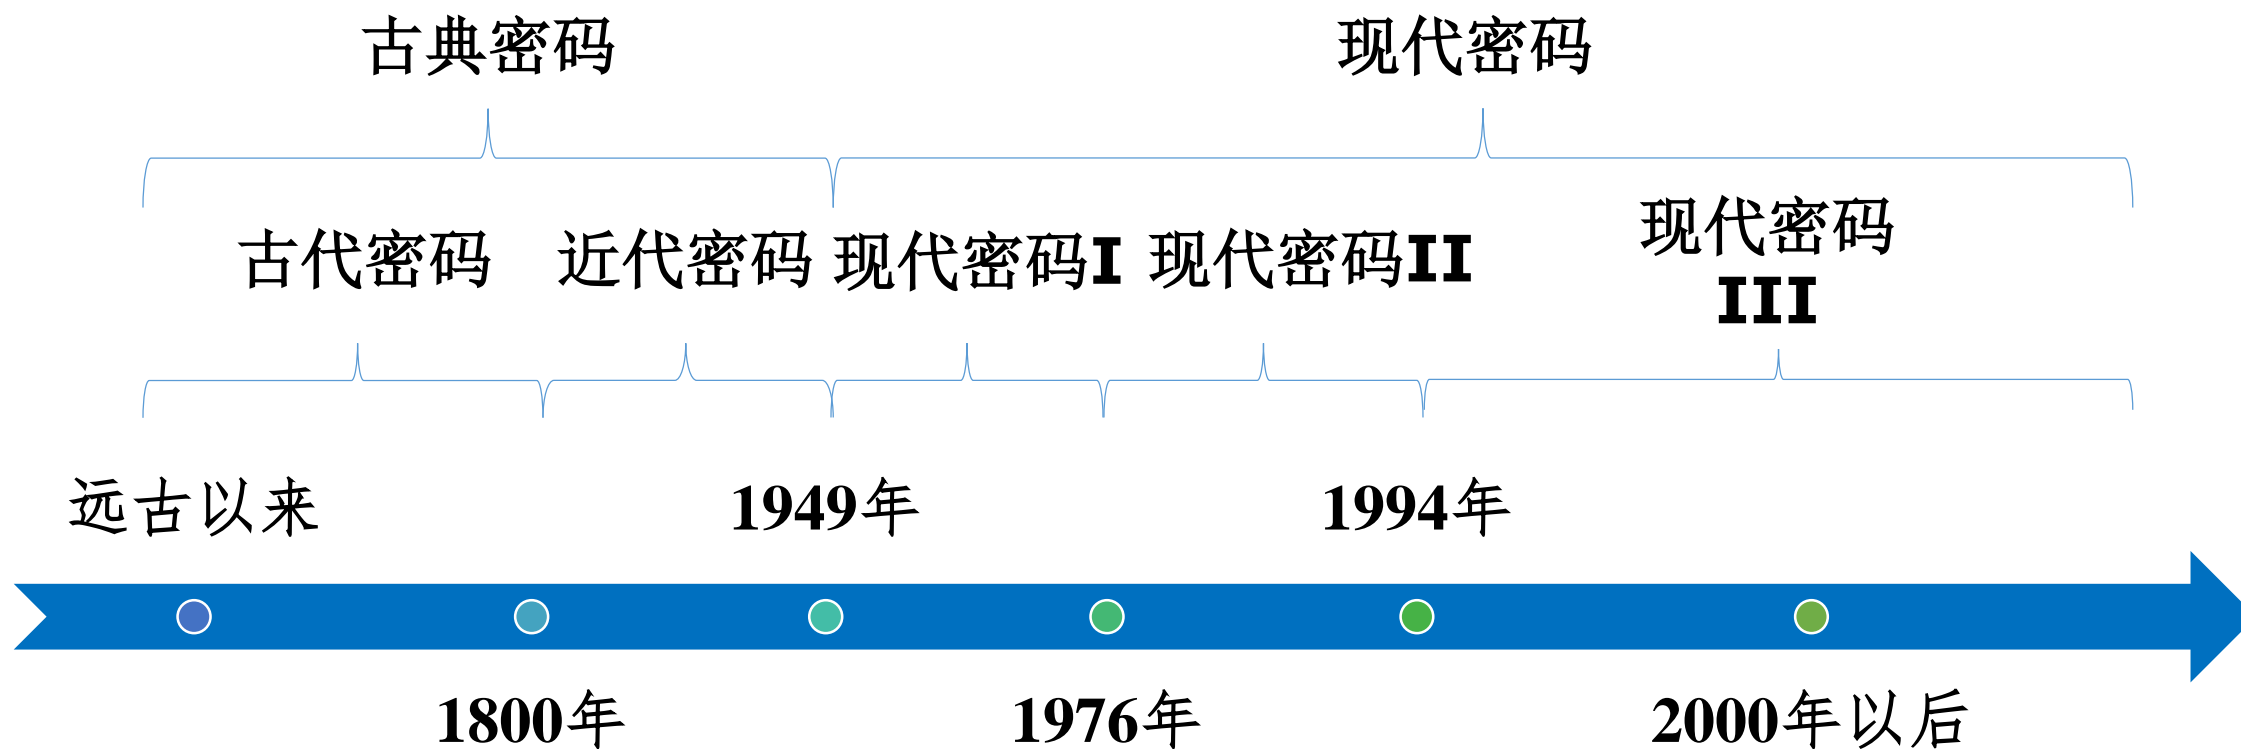 古典密码
现代密码
古代密码
近代密码
现代密码I
现代密码II
现代密码
III
远古以来
1949年
1994年
1800年
1976年
2000年以后